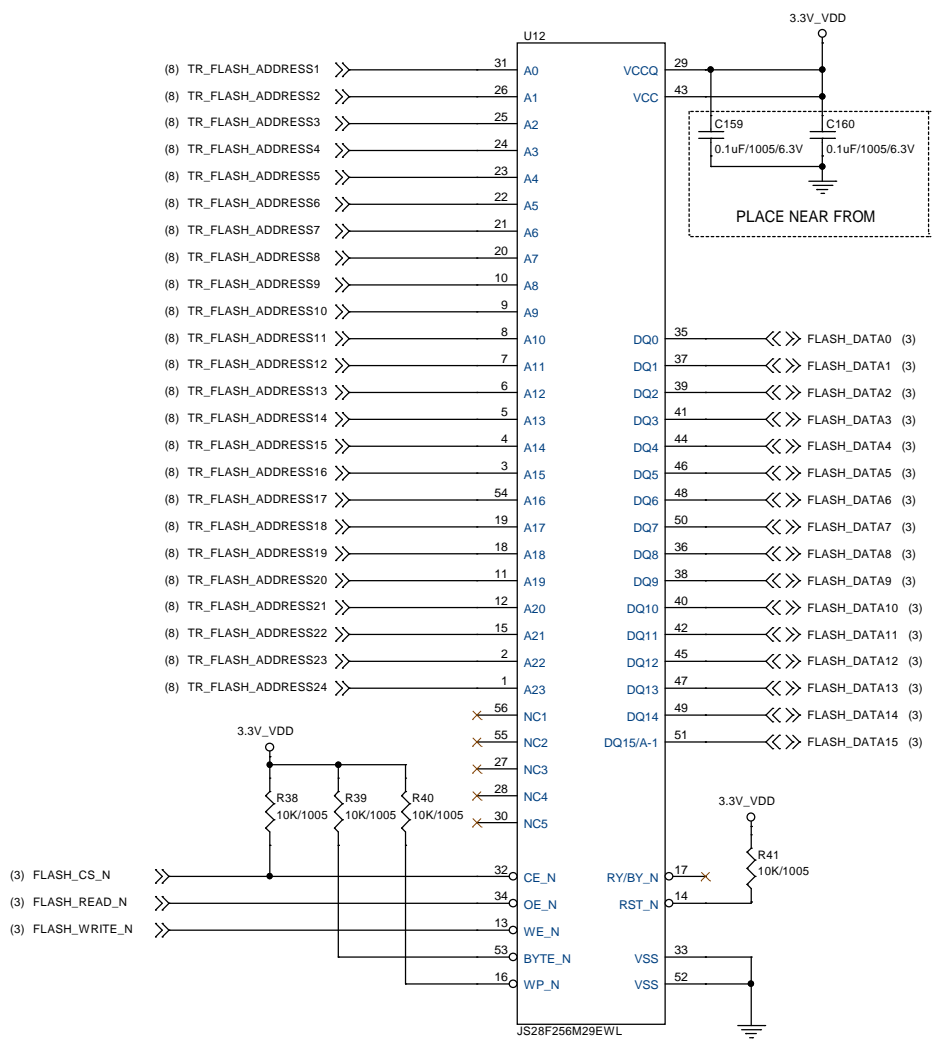 3.3V_VDD
U12
(8) TR_FLASH_ADDRESS1 31 A0 VCCQ 29
(8) TR_FLASH_ADDRESS2 26 A1 VCC 43
(8) TR_FLASH_ADDRESS3 25 A2 C159 C160
(8) TR_FLASH_ADDRESS4 24 A3 0.1uF/1005/6.3V 0.1uF/1005/6.3V
(8) TR_FLASH_ADDRESS5 23 A4
(8) TR_FLASH_ADDRESS6 22 A5
PLACE NEAR FROM
(8) TR_FLASH_ADDRESS7 21 A6
(8) TR_FLASH_ADDRESS8 20 A7
(8) TR_FLASH_ADDRESS9 10 A8
(8) TR_FLASH_ADDRESS10 9 A9
(8) TR_FLASH_ADDRESS11 8 A10 DQ0 35 FLASH_DATA0 (3)
(8) TR_FLASH_ADDRESS12 7 A11 DQ1 37 FLASH_DATA1 (3)
(8) TR_FLASH_ADDRESS13 6 A12 DQ2 39 FLASH_DATA2 (3)
(8) TR_FLASH_ADDRESS14 5 A13 DQ3 41 FLASH_DATA3 (3)
(8) TR_FLASH_ADDRESS15 4 A14 DQ4 44 FLASH_DATA4 (3)
(8) TR_FLASH_ADDRESS16 3 A15 DQ5 46 FLASH_DATA5 (3)
(8) TR_FLASH_ADDRESS17 54 A16 DQ6 48 FLASH_DATA6 (3)
(8) TR_FLASH_ADDRESS18 19 A17 DQ7 50 FLASH_DATA7 (3)
(8) TR_FLASH_ADDRESS19 18 A18 DQ8 36 FLASH_DATA8 (3)
(8) TR_FLASH_ADDRESS20 11 A19 DQ9 38 FLASH_DATA9 (3)
(8) TR_FLASH_ADDRESS21 12 A20 DQ10 40 FLASH_DATA10 (3)
(8) TR_FLASH_ADDRESS22 15 A21 DQ11 42 FLASH_DATA11 (3)
(8) TR_FLASH_ADDRESS23 2 A22 DQ12 45 FLASH_DATA12 (3)
(8) TR_FLASH_ADDRESS24 1 A23 DQ13 47 FLASH_DATA13 (3)
56 NC1 DQ14 49 FLASH_DATA14 (3)
3.3V_VDD
55 NC2 DQ15/A-1 51 FLASH_DATA15 (3)
27 NC3
R38 R39 R40 28 NC4
10K/1005 10K/1005 10K/1005 3.3V_VDD
30 NC5
R41
10K/1005
(3) FLASH_CS_N 32 CE_N RY/BY_N 17
(3) FLASH_READ_N 34 OE_N RST_N 14
(3) FLASH_WRITE_N 13 WE_N
53 BYTE_N VSS 33
16 WP_N VSS 52
JS28F256M29EWL